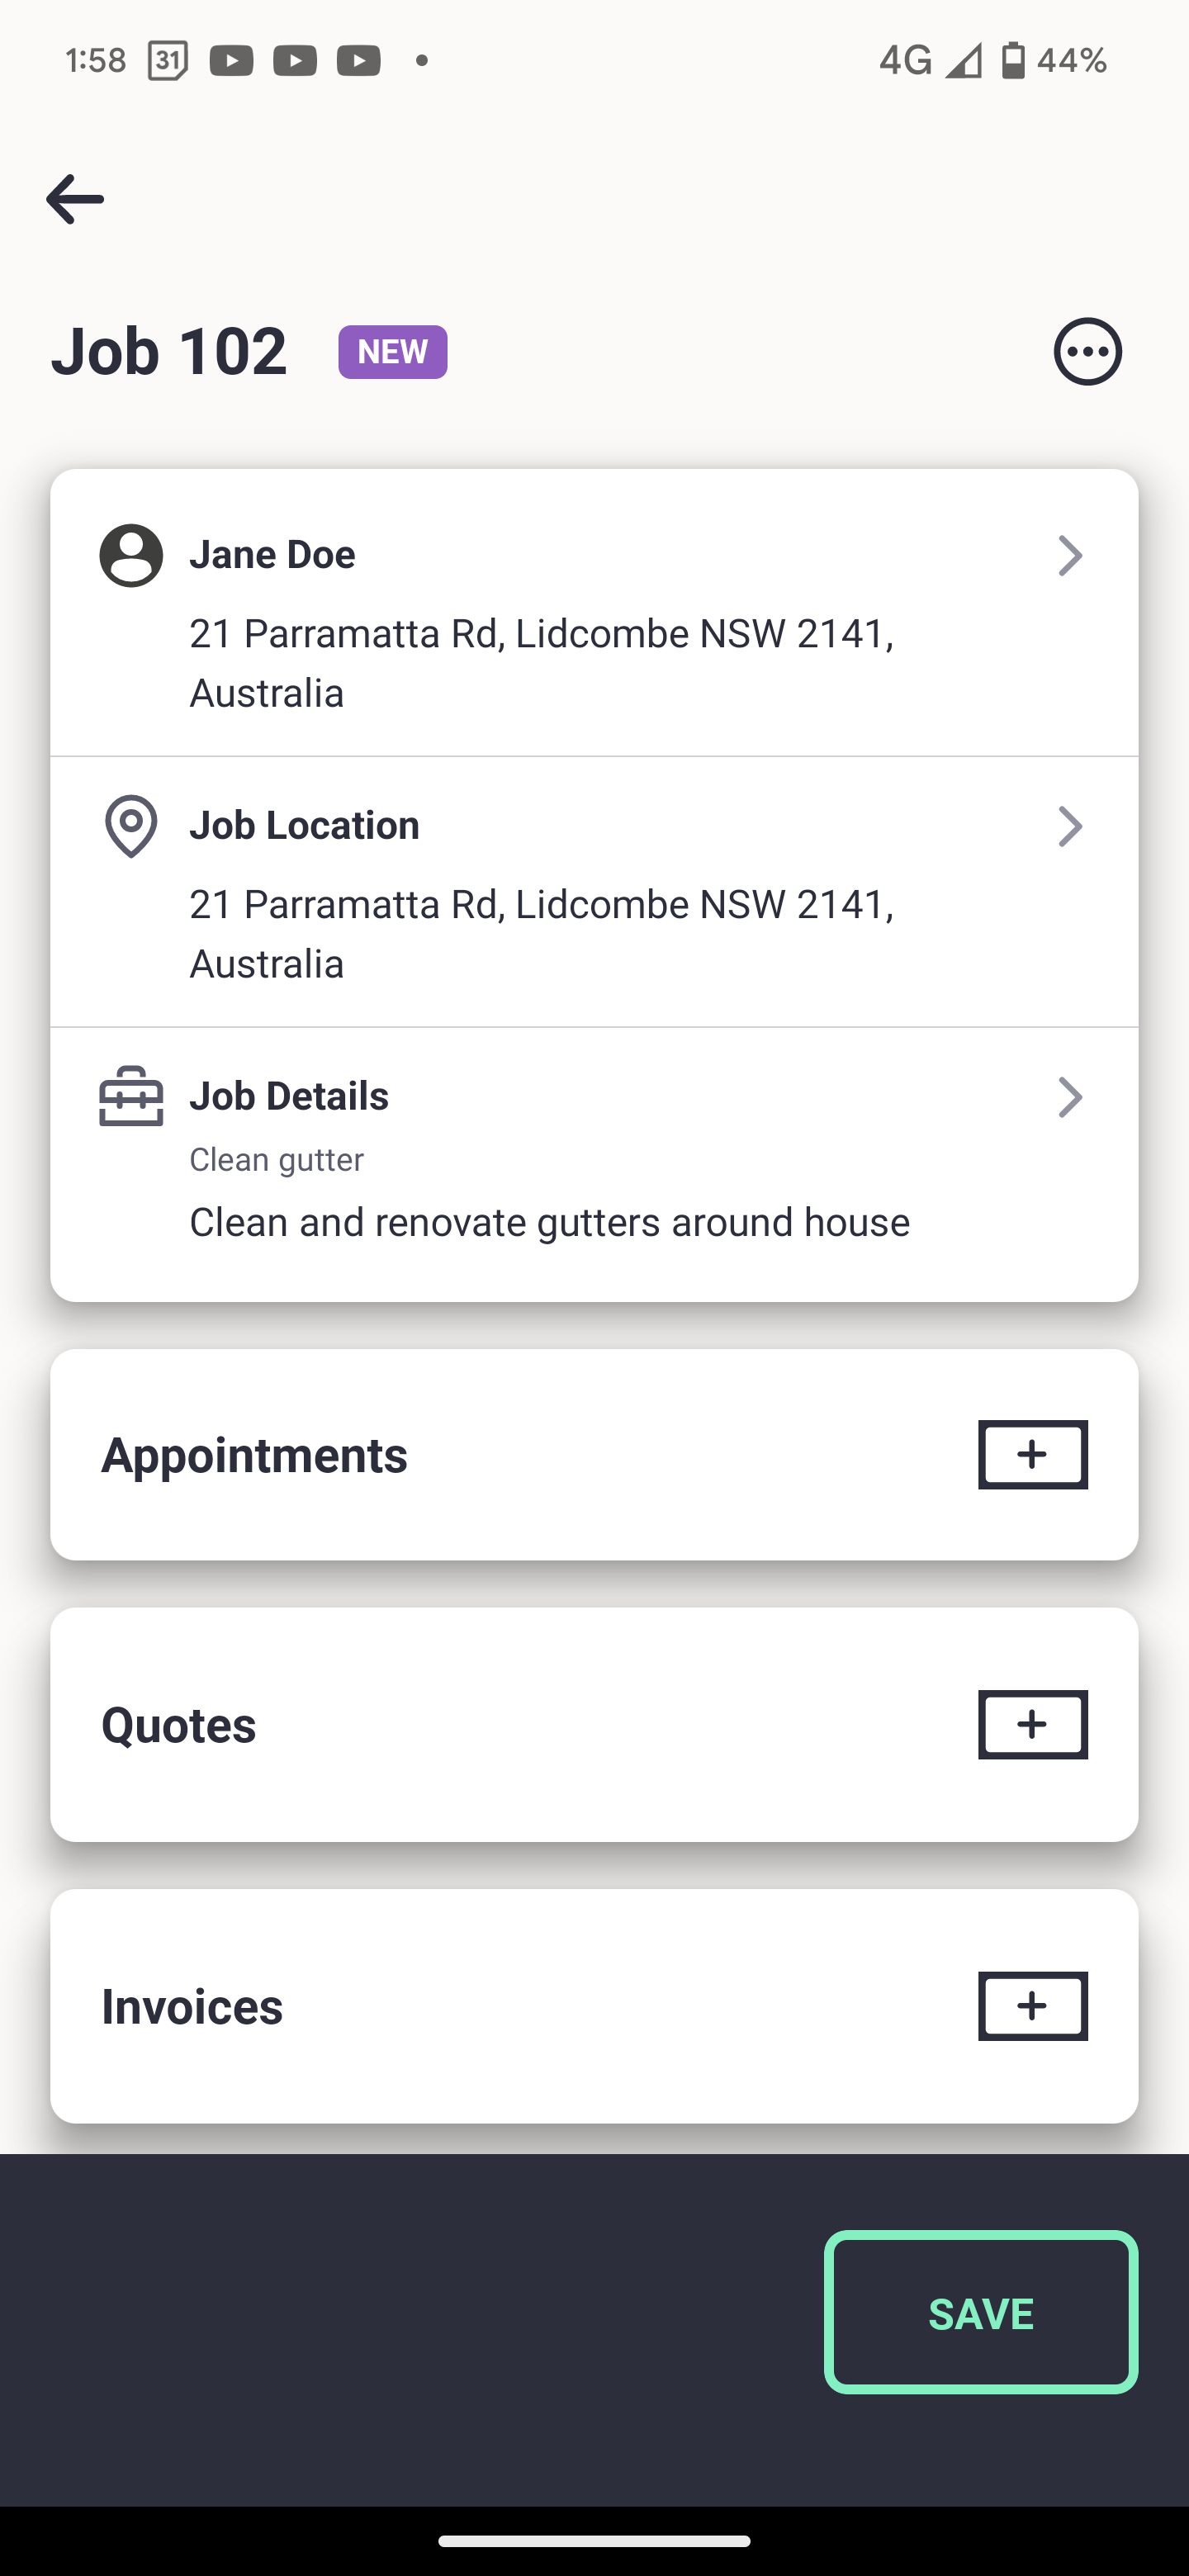 1:58 31 4G 44%
Job 102 NEW
Jane Doe
21 Parramatta Rd, Lidcombe NSW 2141,
Australia
Job Location
21 Parramatta Rd, Lidcombe NSW 2141,
Australia
Job Details
Clean gutter
Clean and renovate gutters around house
Appointments
Quotes
Invoices
SAVE